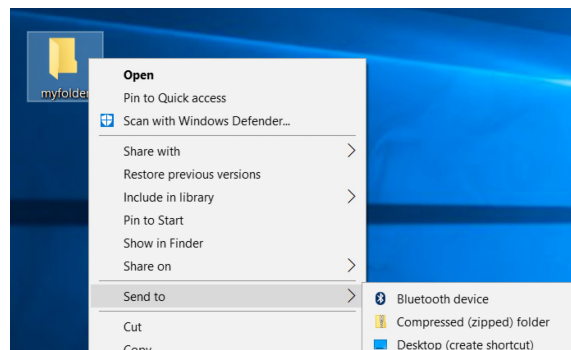 myfolder
Open
Pin to Quick access
Scan with Windows Defender...
Share with
Restore previous versions
Include in library
Pin to Start
Show in Finder
Share on
Send to
Bluetooth device
Compressed (zipped) folder
Cut
Desktop (create shortcut)
Copy